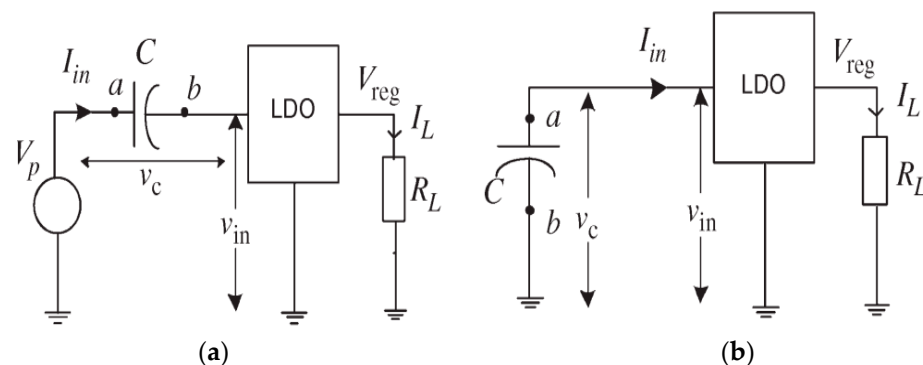 C
I_in
a
b
LDO
V_reg
I_L
V_p
v_c
v_in
R_L
(a)
I_in
LDO
V_reg
I_L
a
C
b
v_c
v_in
R_L
(b)